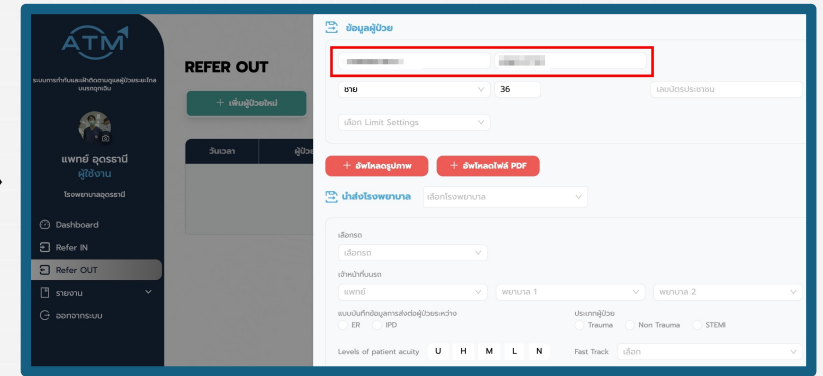 ATM
ระบบการกำกับและเฝ้าติดตามดูแลผู้ป่วยระยะไกล
บนรถฉุกเฉิน
แพทย์ อุดรธานี
ผู้ใช้งาน
โรงพยาบาลอุดรธานี
Dashboard
Refer IN
Refer OUT
รายงาน
ออกจากระบบ
REFER OUT
+ เพิ่มผู้ป่วยใหม่
วันเวลา ผู้ป่วย
ข้อมูลผู้ป่วย
ชาย 36 เลขบัตรประชาชน
เลือก Limit Settings
+ อัพโหลดรูปภาพ + อัพโหลดไฟล์ PDF
นำส่งโรงพยาบาล เลือกโรงพยาบาล
เลือกรถ
เลือกรถ
เจ้าหน้าที่บนรถ
แพทย์ พยาบาล 1 พยาบาล 2
แบบบันทึกข้อมูลการส่งต่อผู้ป่วยระหว่าง ประเภทผู้ป่วย
ER IPD Trauma Non Trauma STEMI
Levels of patient acuity U H M L N Fast Track เลือก